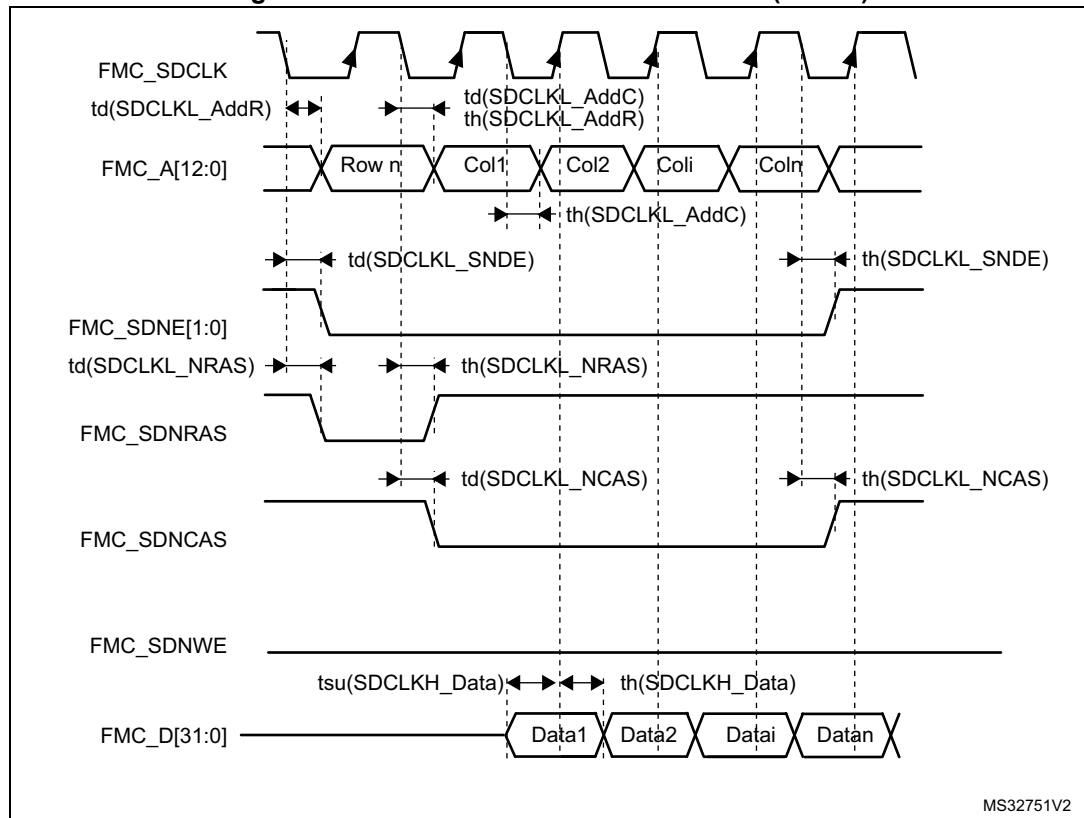 FMC_SDCLK
td(SDCLKL_AddR)
td(SDCLKL_AddC)
th(SDCLKL_AddR)
FMC_A[12:0]
Row n
Col1
Col2
Coli
Coln
th(SDCLKL_AddC)
td(SDCLKL_SNDE)
th(SDCLKL_SNDE)
FMC_SDNE[1:0]
td(SDCLKL_NRAS)
th(SDCLKL_NRAS)
FMC_SDNRAS
td(SDCLKL_NCAS)
th(SDCLKL_NCAS)
FMC_SDNCAS
FMC_SDNWE
tsu(SDCLKH_Data)
th(SDCLKH_Data)
FMC_D[31:0]
Data1
Data2
Datai
Datan
MS32751V2